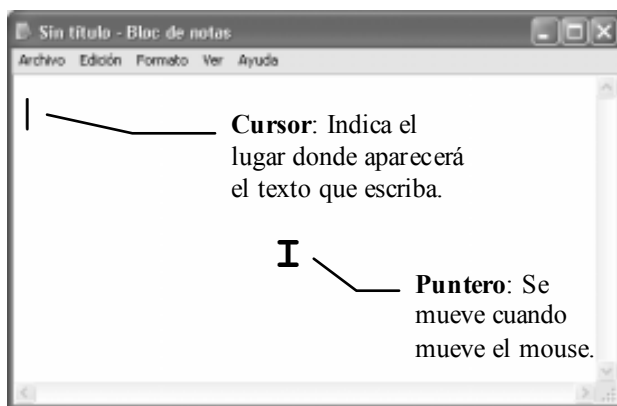 Sin título - Bloc de notas
Archivo Edición Formato Ver Ayuda
Cursor: Indica el
lugar donde aparecerá
el texto que escriba.
Puntero: Se
mueve cuando
mueve el mouse.